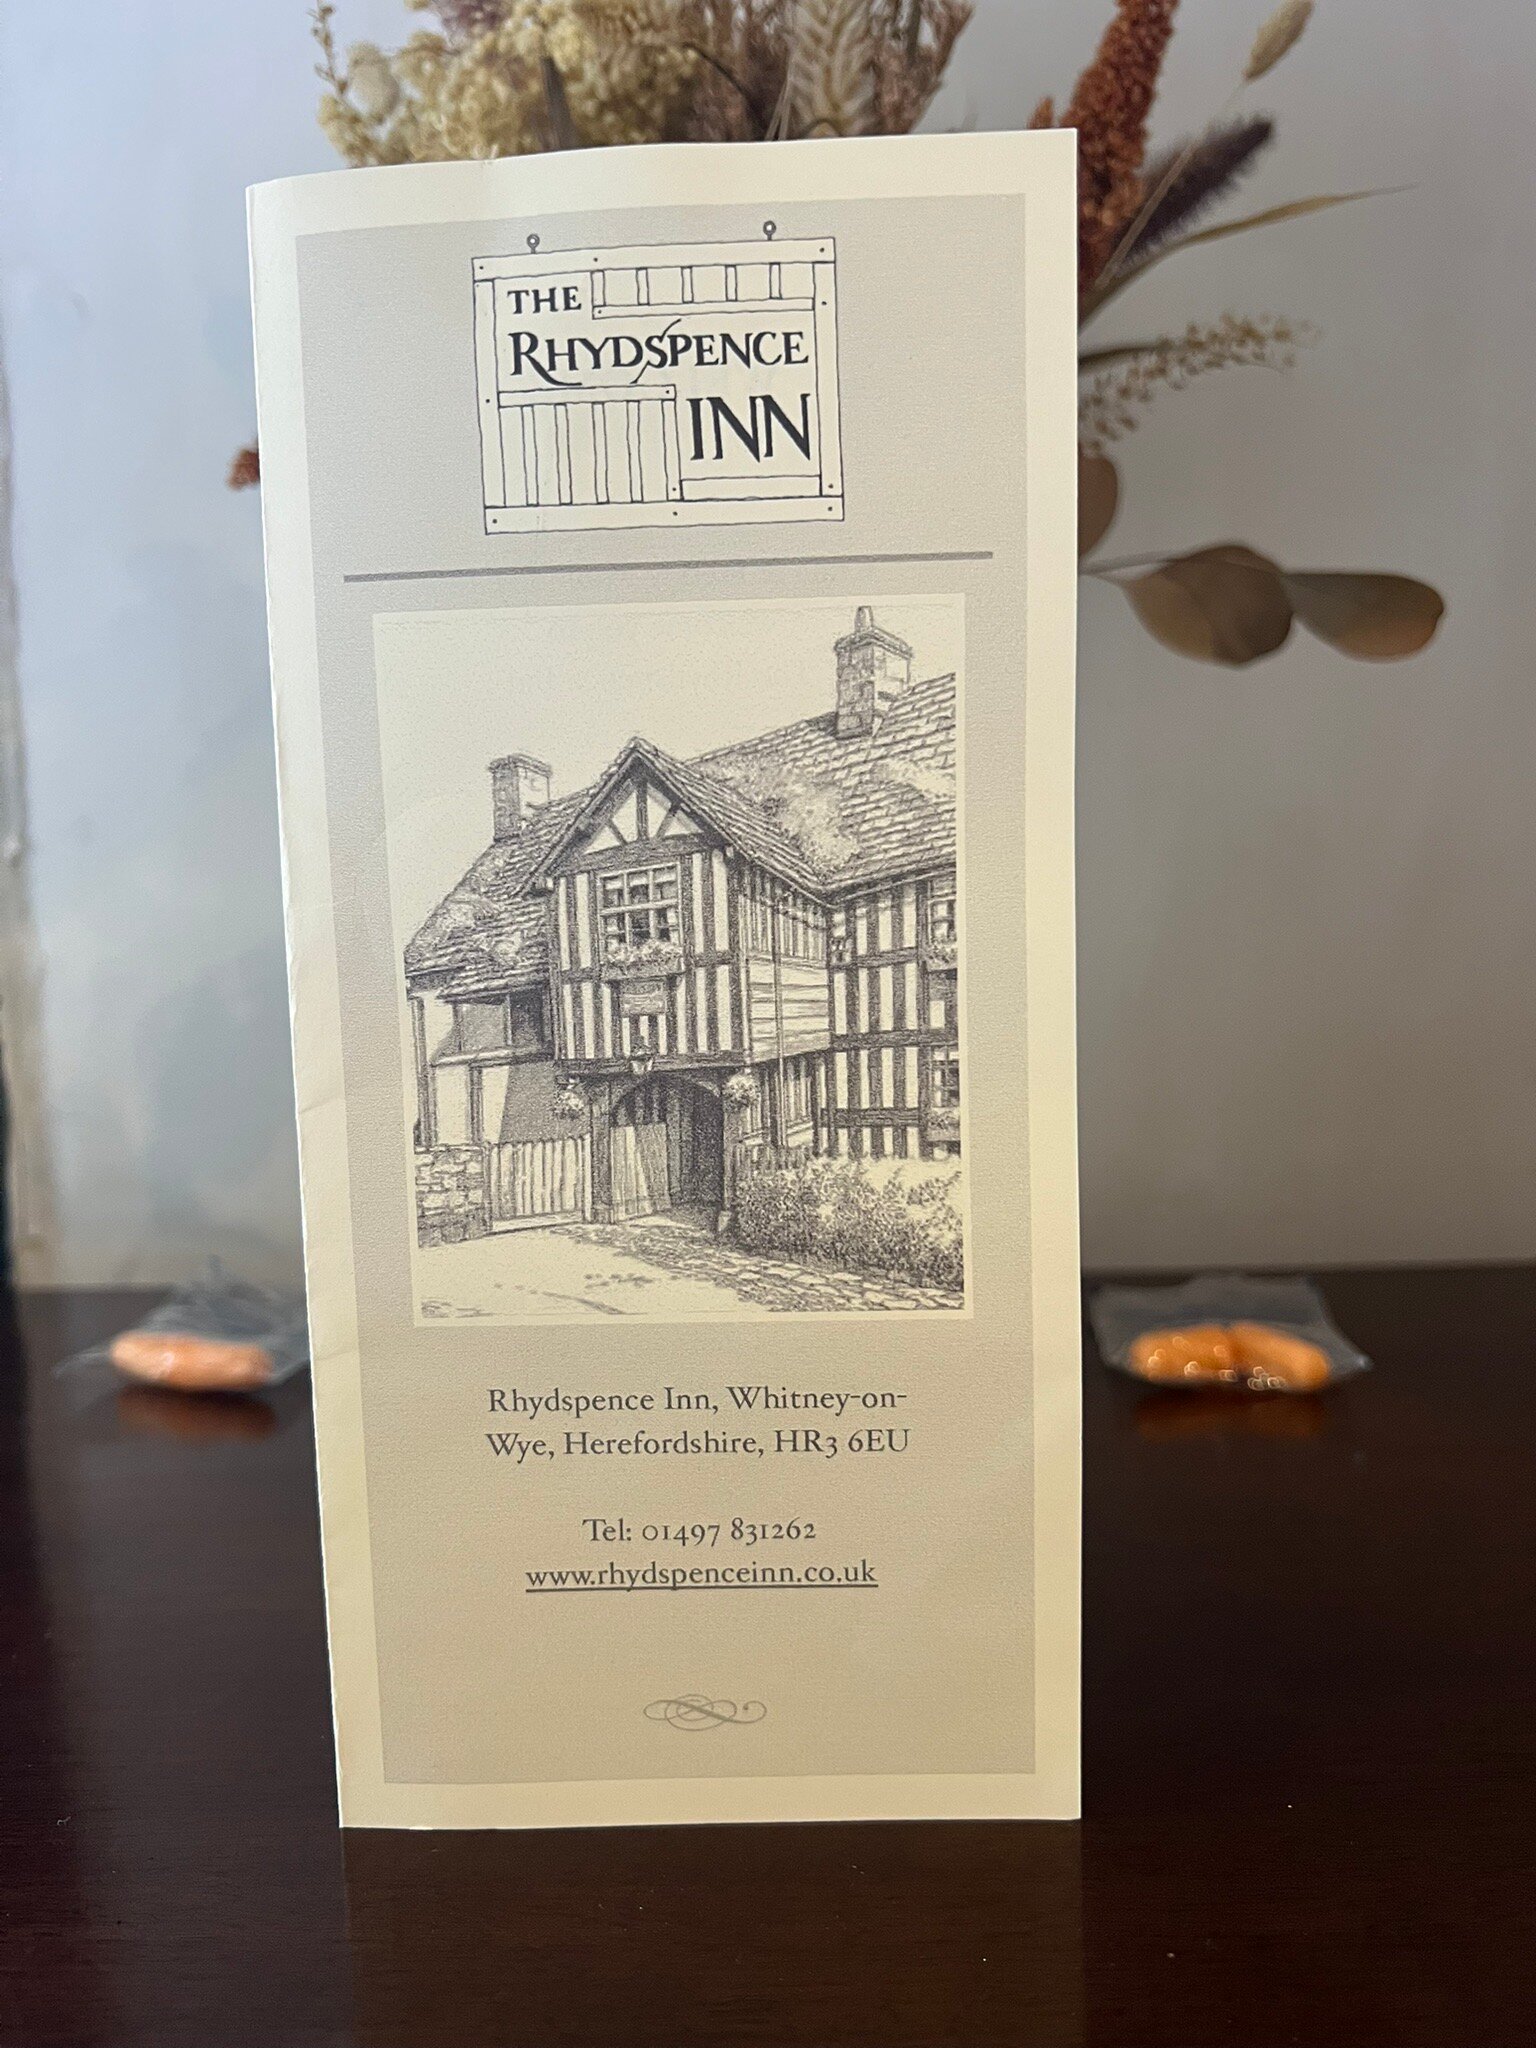 THE
RHYDSPENCE
INN
Rhydspence Inn, Whitney-on-
Wye, Herefordshire, HR3 6EU
Tel: 01497 831262
www.rhydspenceinn.co.uk